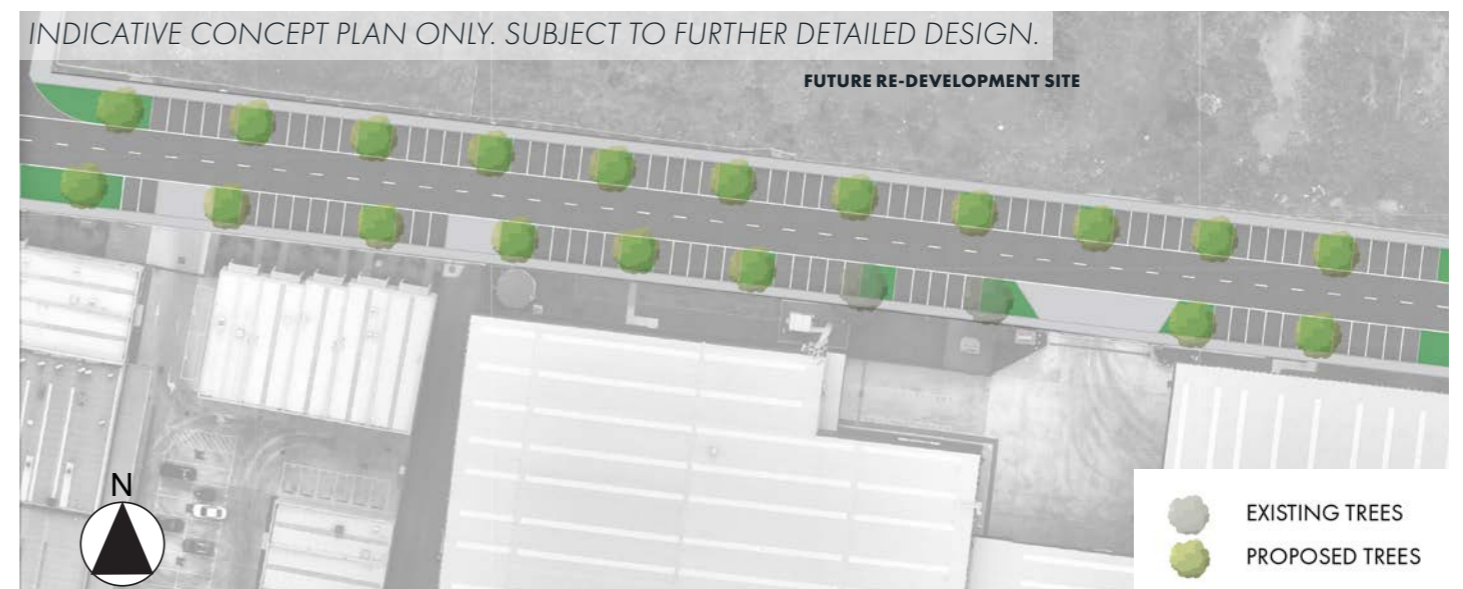 INDICATIVE CONCEPT PLAN ONLY. SUBJECT TO FURTHER DETAILED DESIGN.
FUTURE RE-DEVELOPMENT SITE
N
EXISTING TREES
PROPOSED TREES